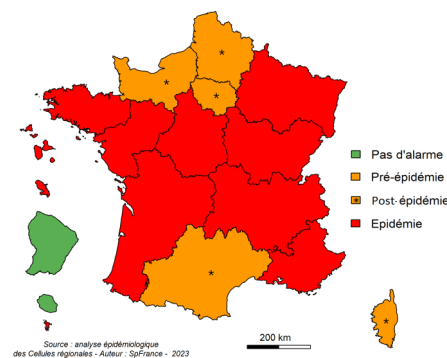 Pas d'alarme
Pré-épidémie
Post- épidémie
Epidémie
200 km
Source : analyse épidémiologique
des Cellules régionales - Auteur : SpFrance - 2023